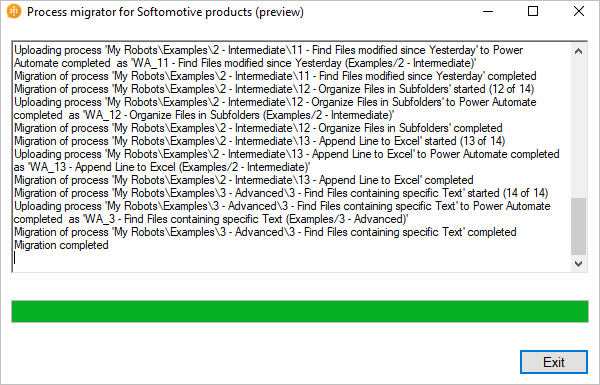 Process migrator for Softomotive products (preview)
Uploading process 'My Robots\Examples\2 - Intermediate\11 - Find Files modified since Yesterday' to Power
Automate completed  as 'WA_11 - Find Files modified since Yesterday (Examples/2 - Intermediate)'
Migration of process 'My Robots\Examples\2 - Intermediate\11 - Find Files modified since Yesterday' completed
Migration of process 'My Robots\Examples\2 - Intermediate\12 - Organize Files in Subfolders' started (12 of 14)
Uploading process 'My Robots\Examples\2 - Intermediate\12 - Organize Files in Subfolders' to Power Automate
completed  as 'WA_12 - Organize Files in Subfolders (Examples/2 - Intermediate)'
Migration of process 'My Robots\Examples\2 - Intermediate\12 - Organize Files in Subfolders' completed
Migration of process 'My Robots\Examples\2 - Intermediate\13 - Append Line to Excel' started (13 of 14)
Uploading process 'My Robots\Examples\2 - Intermediate\13 - Append Line to Excel' to Power Automate completed
as 'WA_13 - Append Line to Excel (Examples/2 - Intermediate)'
Migration of process 'My Robots\Examples\2 - Intermediate\13 - Append Line to Excel' completed
Migration of process 'My Robots\Examples\3 - Advanced\3 - Find Files containing specific Text' started (14 of 14)
Uploading process 'My Robots\Examples\3 - Advanced\3 - Find Files containing specific Text' to Power Automate
completed  as 'WA_3 - Find Files containing specific Text (Examples/3 - Advanced)'
Migration of process 'My Robots\Examples\3 - Advanced\3 - Find Files containing specific Text' completed
Migration completed
Exit